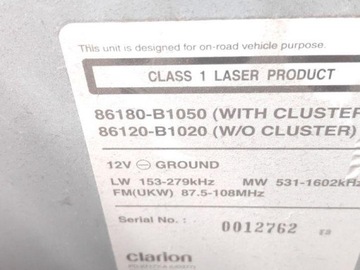 This unit is designed for on-road vehicle purpose.
CLASS 1 LASER PRODUCT
86180-B1050 (WITH CLUSTER
86120-B1020 (W/O CLUSTER)
12V ⊖ GROUND
LW 153-279kHz MW 531-1602kHz
FM(UKW) 87.5-108MHz
Serial No. : 0012762
clarion